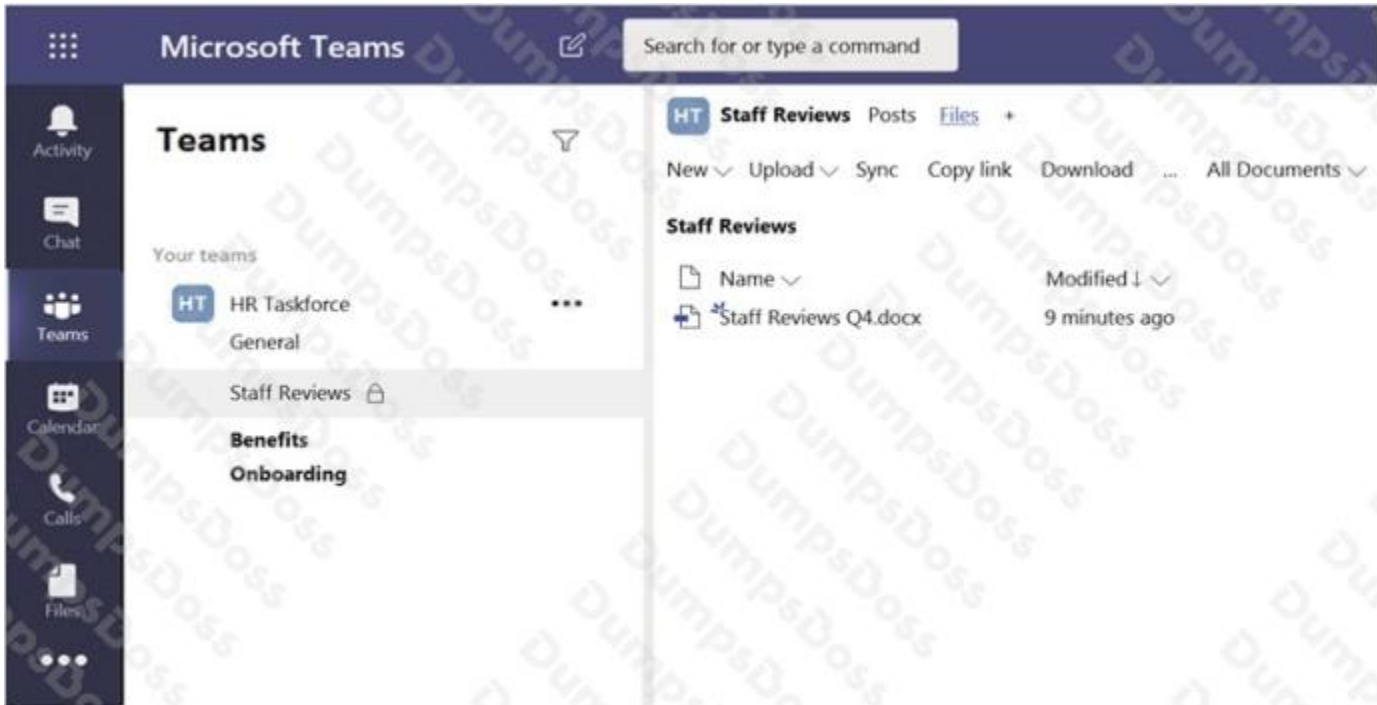 Microsoft Teams
Search for or type a command
Activity
Chat
Teams
Calendar
Calls
Files
Teams
Your teams
HT HR Taskforce
General
Staff Reviews
Benefits
Onboarding
HT Staff Reviews Posts Files +
New Upload Sync Copy link Download ... All Documents
Staff Reviews
Name Modified ↓
Staff Reviews Q4.docx 9 minutes ago
DumpsDoss